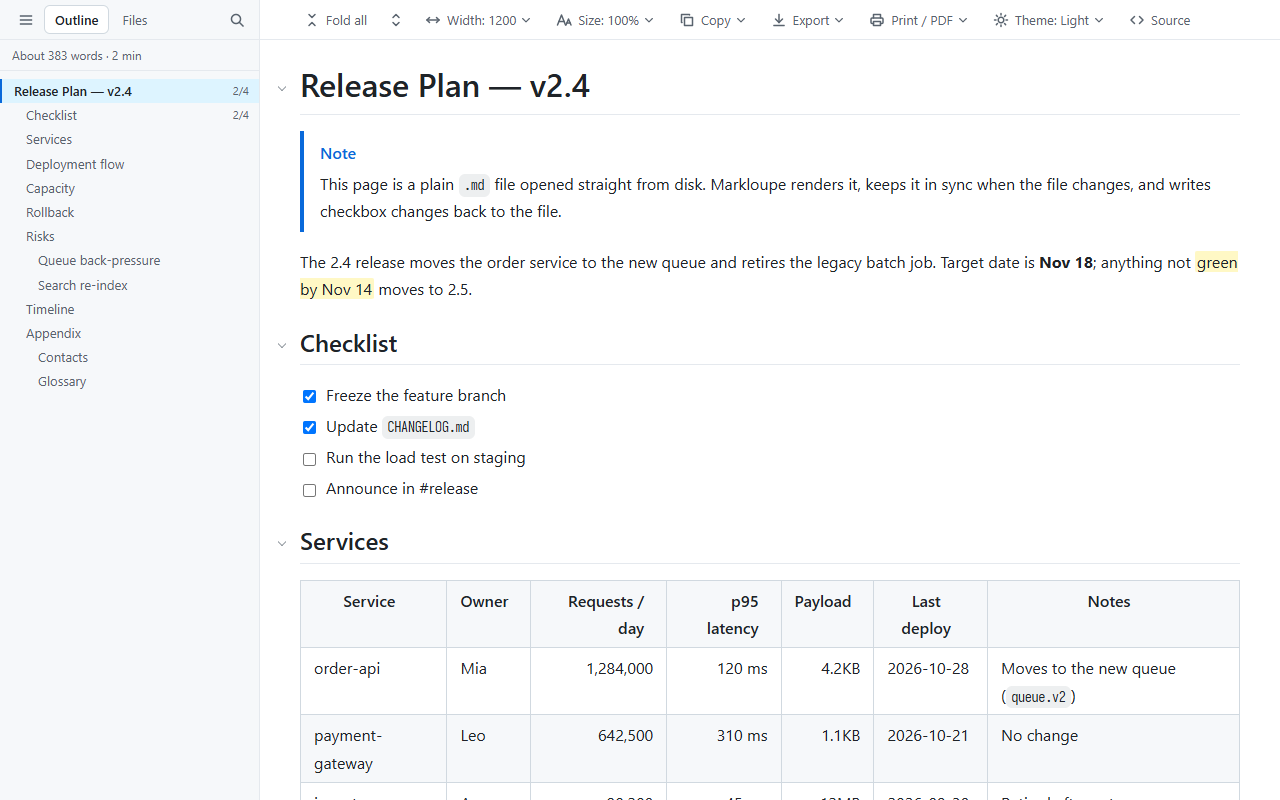 Outline
Files
Fold all
Width: 1200
Size: 100%
Copy
Export
Print / PDF
Theme: Light
Source
About 383 words · 2 min
Release Plan — v2.4 2/4
Checklist 2/4
Services
Deployment flow
Capacity
Rollback
Risks
Queue back-pressure
Search re-index
Timeline
Appendix
Contacts
Glossary
Release Plan — v2.4
Note
This page is a plain .md file opened straight from disk. Markloupe renders it, keeps it in sync when the file changes, and writes
checkbox changes back to the file.
The 2.4 release moves the order service to the new queue and retires the legacy batch job. Target date is Nov 18; anything not green
by Nov 14 moves to 2.5.
Checklist
Freeze the feature branch
Update CHANGELOG.md
Run the load test on staging
Announce in #release
Services
Service Owner Requests / day p95 latency Payload Last deploy Notes
order-api Mia 1,284,000 120 ms 4.2KB 2026-10-28 Moves to the new queue
(queue.v2)
payment-gateway Leo 642,500 310 ms 1.1KB 2026-10-21 No change